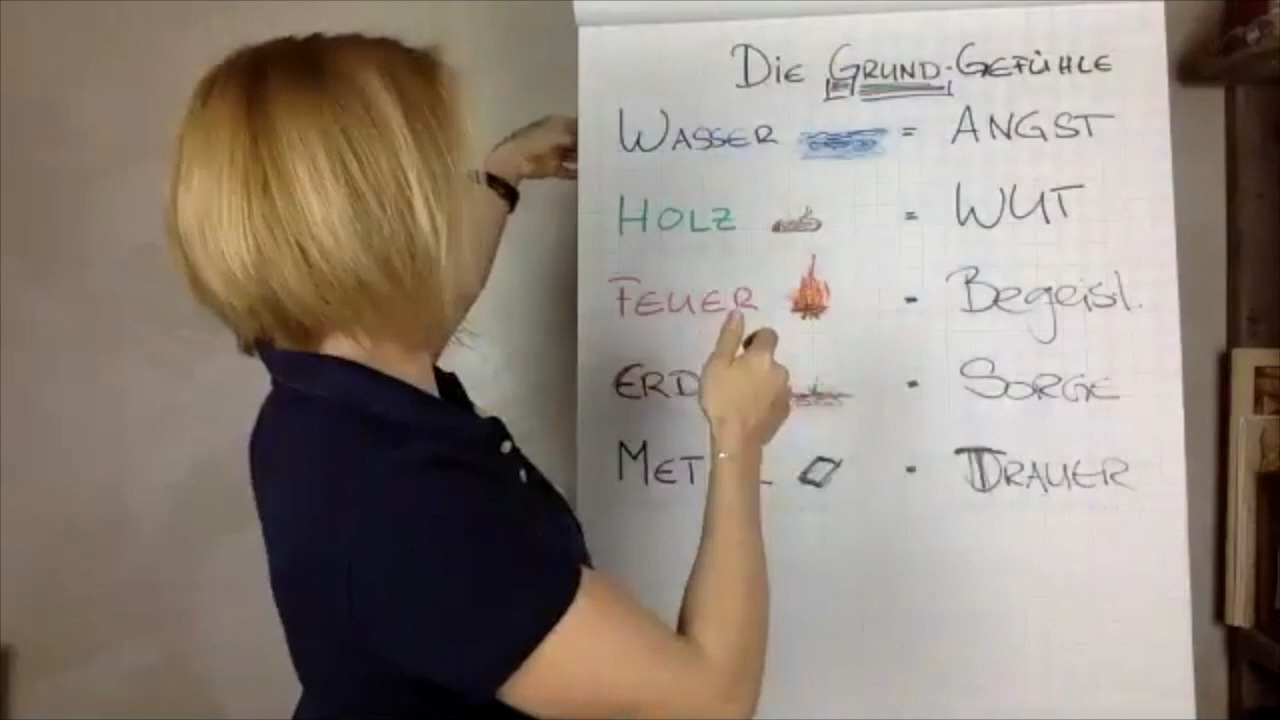 Die GRUND-GEFÜHLE
WASSER = ANGST
HOLZ = WUT
FEUER = Begeist.
ERD - SORGE
MET - TRAUER